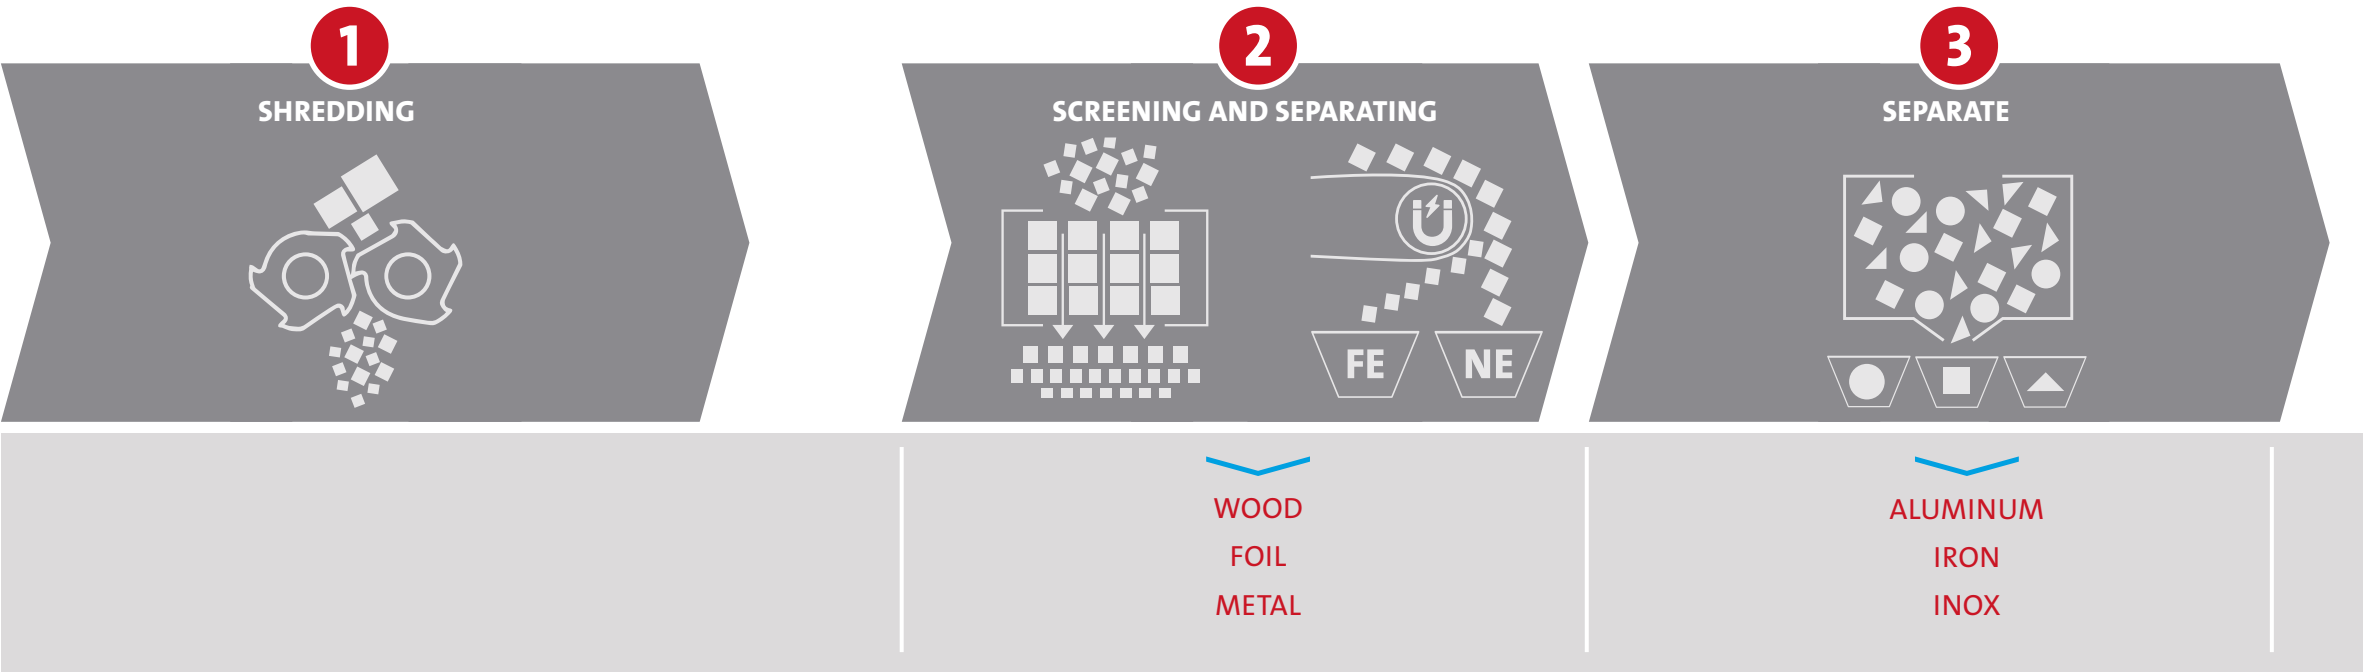 1
SHREDDING
2
SCREENING AND SEPARATING
FE
NE
WOOD
FOIL
METAL
3
SEPARATE
ALUMINUM
IRON
INOX